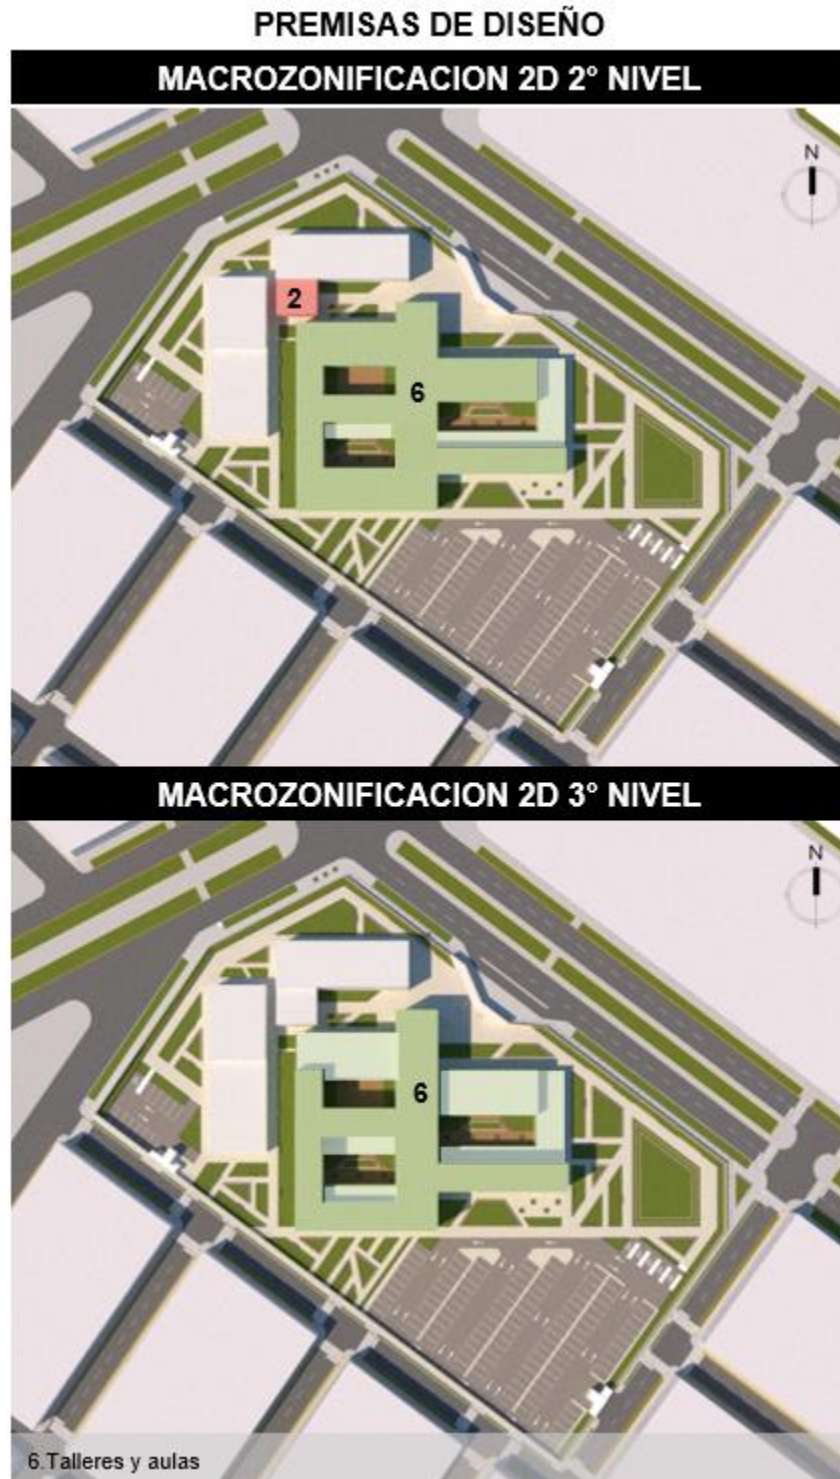 PREMISAS DE DISEÑO
MACROZONIFICACION 2D 2° NIVEL
N
2
6
MACROZONIFICACION 2D 3° NIVEL
N
6
6.Talleres y aulas